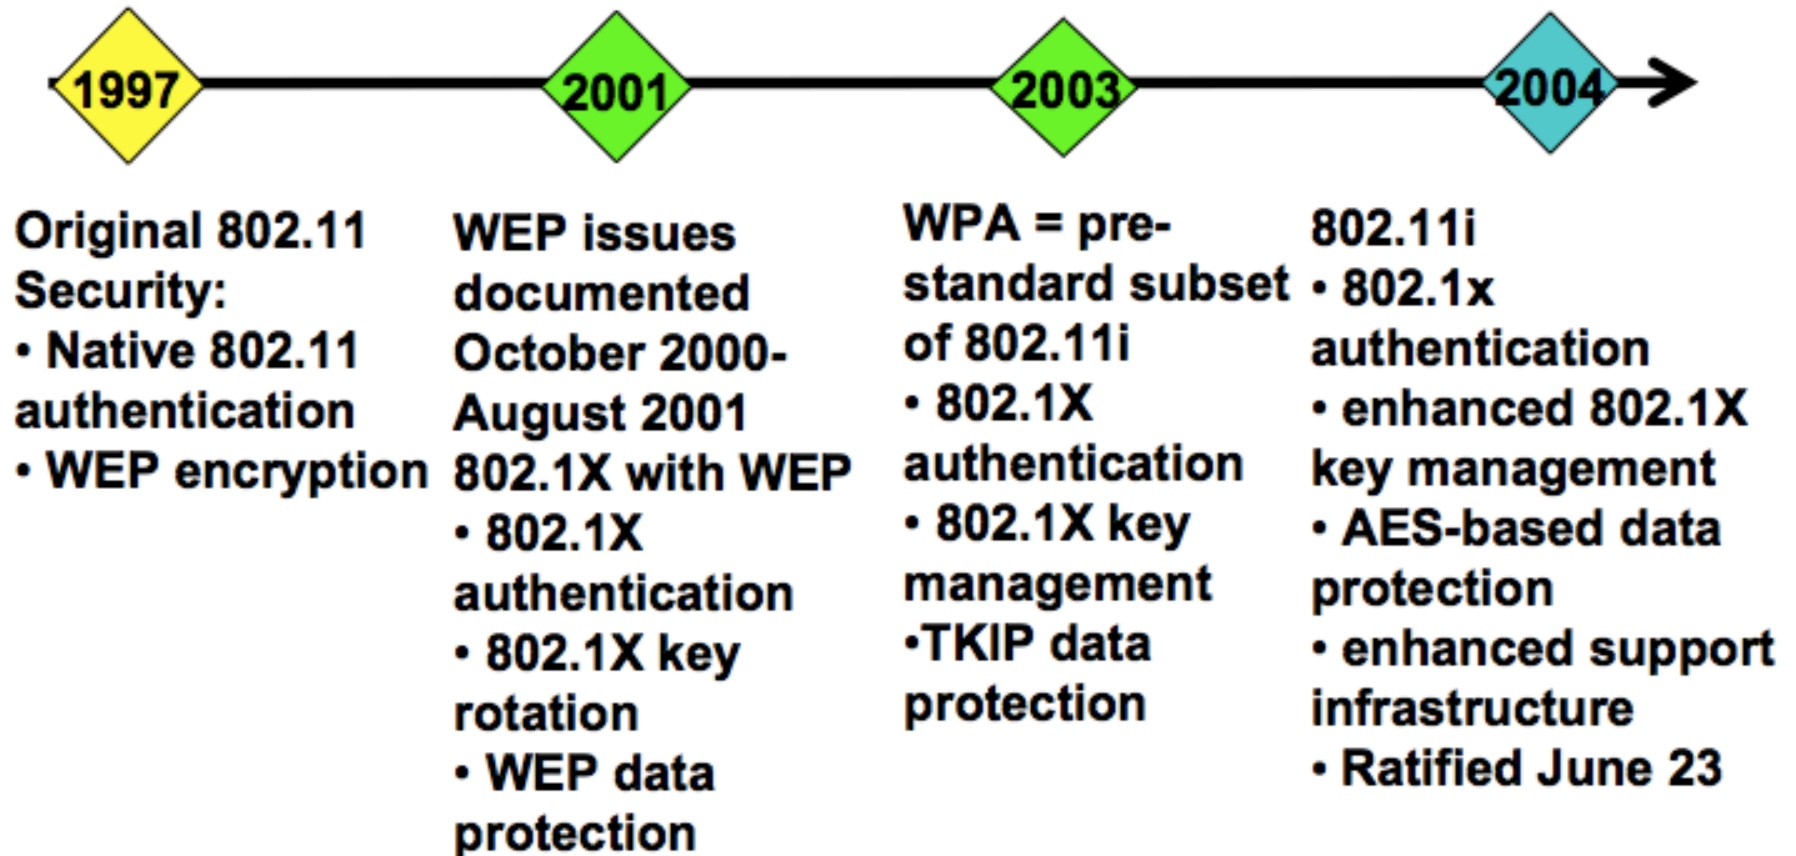 1997
2001
2003
2004
Original 802.11
Security:
• Native 802.11
authentication
• WEP encryption
WEP issues
documented
October 2000-
August 2001
802.1X with WEP
• 802.1X
authentication
• 802.1X key
rotation
• WEP data
protection
WPA = pre-
standard subset
of 802.11i
• 802.1X
authentication
• 802.1X key
management
•TKIP data
protection
802.11i
• 802.1x
authentication
• enhanced 802.1X
key management
• AES-based data
protection
• enhanced support
infrastructure
• Ratified June 23